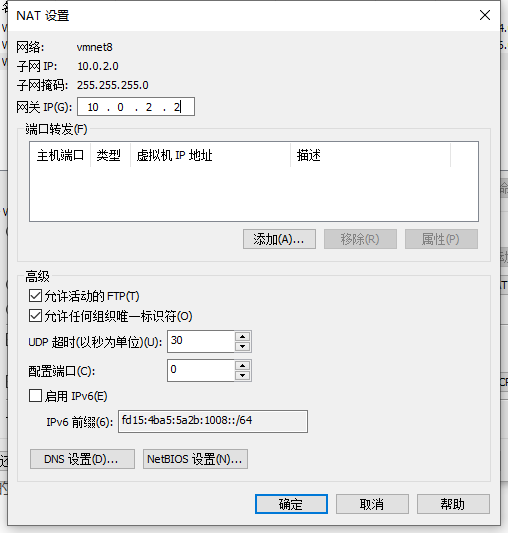 NAT 设置
网络: vmnet8
子网 IP: 10.0.2.0
子网掩码: 255.255.255.0
网关 IP(G): 10 . 0 . 2 . 2
端口转发(F)
主机端口 类型 虚拟机 IP 地址 描述
添加(A)... 移除(R) 属性(P)
高级
允许活动的 FTP(T)
允许任何组织唯一标识符(O)
UDP 超时(以秒为单位)(U): 30
配置端口(C): 0
启用 IPv6(E)
IPv6 前缀(6): fd15:4ba5:5a2b:1008::/64
DNS 设置(D)... NetBIOS 设置(N)...
确定 取消 帮助